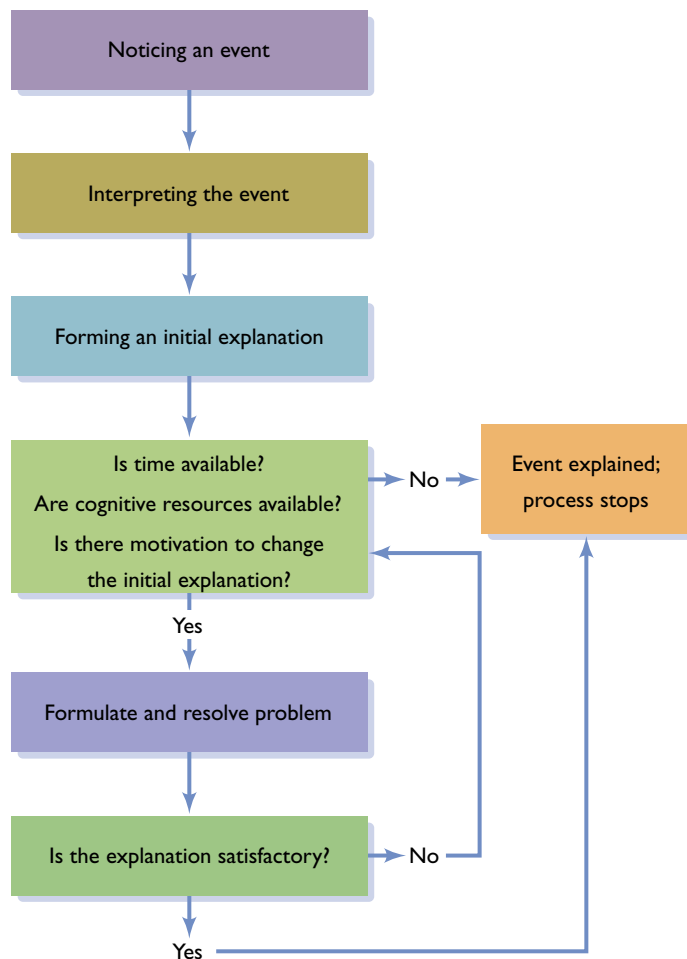 Noticing an event
Interpreting the event
Forming an initial explanation
Is time available?
Are cognitive resources available?
Is there motivation to change
the initial explanation?
No
Event explained;
process stops
Yes
Formulate and resolve problem
Is the explanation satisfactory?
No
Yes